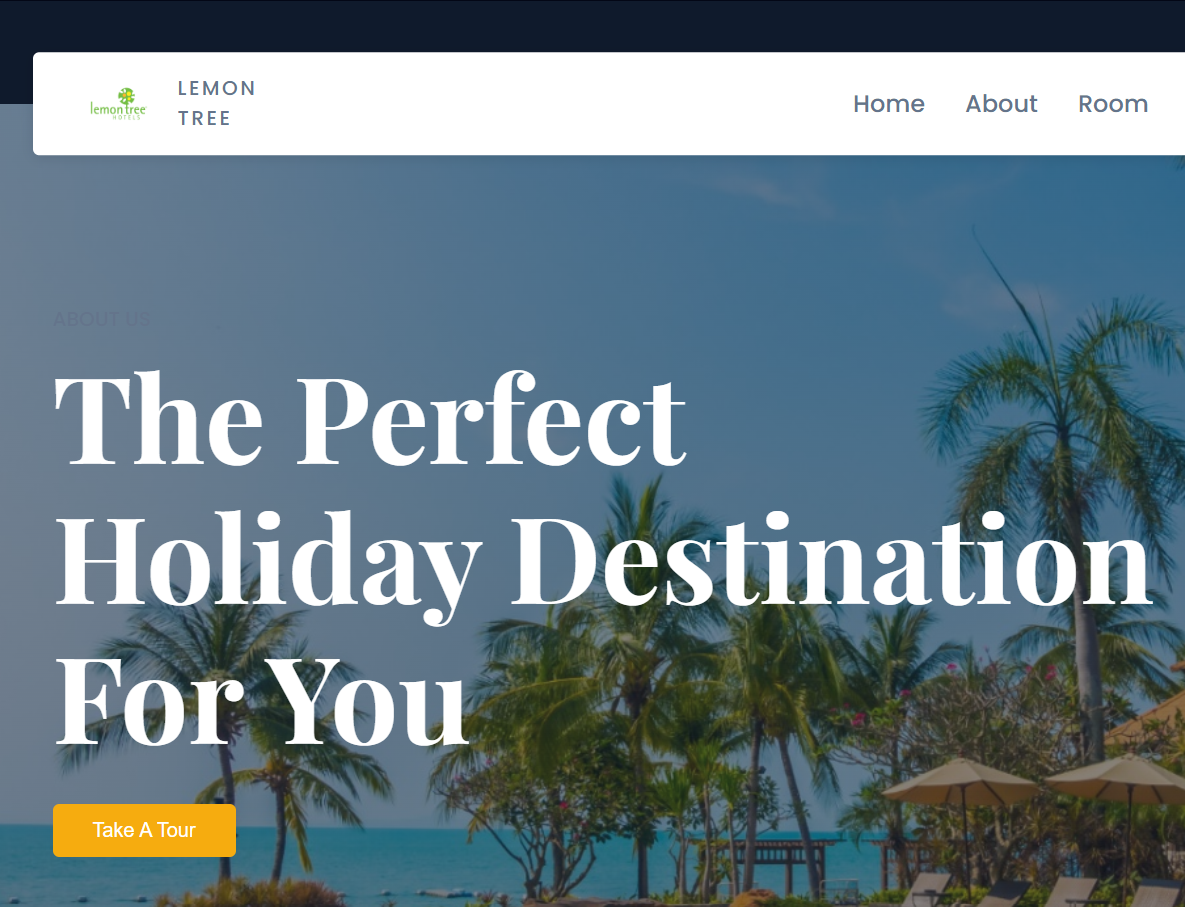 lemon tree
HOTELS
LEMON
TREE
Home About Room
ABOUT US
The Perfect
Holiday Destination
For You
Take A Tour